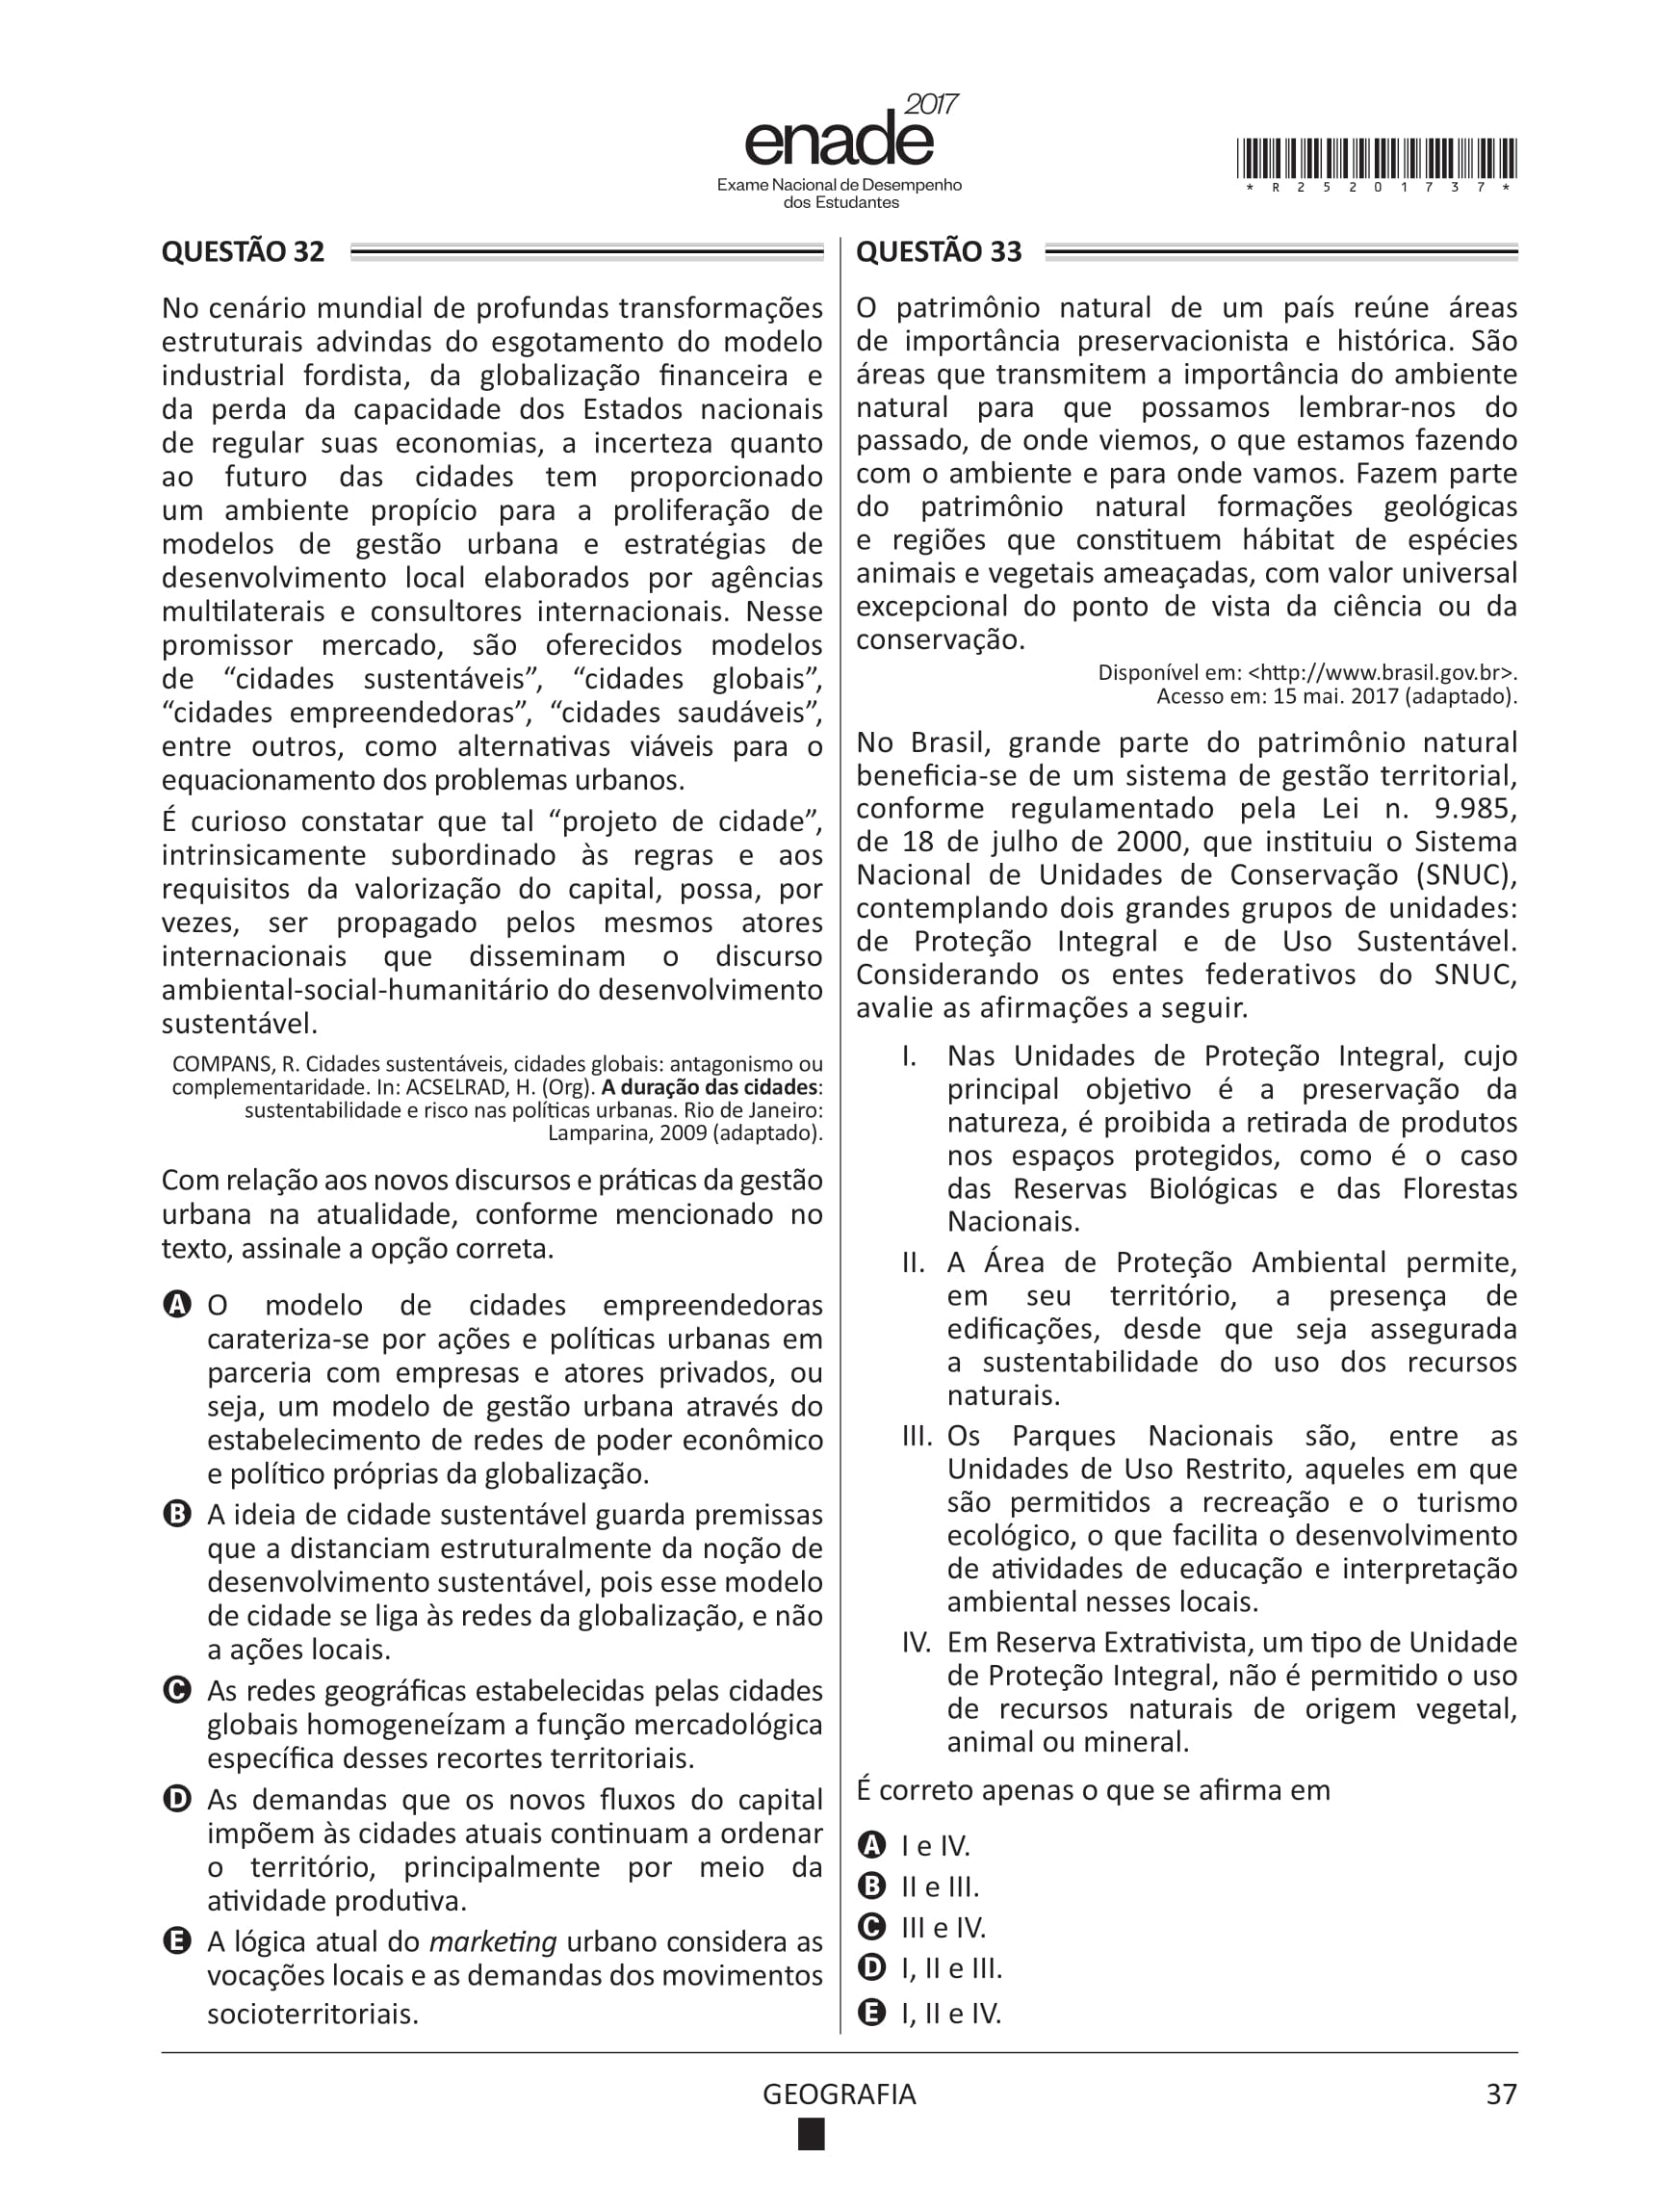 2017
enade
Exame Nacional de Desempenho
dos Estudantes
*R25201737*
QUESTÃO 32
No cenário mundial de profundas transformações
estruturais advindas do esgotamento do modelo
industrial fordista, da globalização financeira e
da perda da capacidade dos Estados nacionais
de regular suas economias, a incerteza quanto
ao futuro das cidades tem proporcionado
um ambiente propício para a proliferação de
modelos de gestão urbana e estratégias de
desenvolvimento local elaborados por agências
multilaterais e consultores internacionais. Nesse
promissor mercado, são oferecidos modelos
de “cidades sustentáveis”, “cidades globais”,
“cidades empreendedoras”, “cidades saudáveis”,
entre outros, como alternativas viáveis para o
equacionamento dos problemas urbanos.
É curioso constatar que tal “projeto de cidade”,
intrinsicamente subordinado às regras e aos
requisitos da valorização do capital, possa, por
vezes, ser propagado pelos mesmos atores
internacionais que disseminam o discurso
ambiental-social-humanitário do desenvolvimento
sustentável.
COMPANS, R. Cidades sustentáveis, cidades globais: antagonismo ou
complementaridade. In: ACSELRAD, H. (Org). A duração das cidades:
sustentabilidade e risco nas políticas urbanas. Rio de Janeiro:
Lamparina, 2009 (adaptado).
Com relação aos novos discursos e práticas da gestão
urbana na atualidade, conforme mencionado no
texto, assinale a opção correta.
A O modelo de cidades empreendedoras
carateriza-se por ações e políticas urbanas em
parceria com empresas e atores privados, ou
seja, um modelo de gestão urbana através do
estabelecimento de redes de poder econômico
e político próprias da globalização.
B A ideia de cidade sustentável guarda premissas
que a distanciam estruturalmente da noção de
desenvolvimento sustentável, pois esse modelo
de cidade se liga às redes da globalização, e não
a ações locais.
C As redes geográficas estabelecidas pelas cidades
globais homogeneízam a função mercadológica
específica desses recortes territoriais.
D As demandas que os novos fluxos do capital
impõem às cidades atuais continuam a ordenar
o território, principalmente por meio da
atividade produtiva.
E A lógica atual do marketing urbano considera as
vocações locais e as demandas dos movimentos
socioterritoriais.
QUESTÃO 33
O patrimônio natural de um país reúne áreas
de importância preservacionista e histórica. São
áreas que transmitem a importância do ambiente
natural para que possamos lembrar-nos do
passado, de onde viemos, o que estamos fazendo
com o ambiente e para onde vamos. Fazem parte
do patrimônio natural formações geológicas
e regiões que constituem hábitat de espécies
animais e vegetais ameaçadas, com valor universal
excepcional do ponto de vista da ciência ou da
conservação.
Disponível em: <http://www.brasil.gov.br>.
Acesso em: 15 mai. 2017 (adaptado).
No Brasil, grande parte do patrimônio natural
beneficia-se de um sistema de gestão territorial,
conforme regulamentado pela Lei n. 9.985,
de 18 de julho de 2000, que instituiu o Sistema
Nacional de Unidades de Conservação (SNUC),
contemplando dois grandes grupos de unidades:
de Proteção Integral e de Uso Sustentável.
Considerando os entes federativos do SNUC,
avalie as afirmações a seguir.
I. Nas Unidades de Proteção Integral, cujo
principal objetivo é a preservação da
natureza, é proibida a retirada de produtos
nos espaços protegidos, como é o caso
das Reservas Biológicas e das Florestas
Nacionais.
II. A Área de Proteção Ambiental permite,
em seu território, a presença de
edificações, desde que seja assegurada
a sustentabilidade do uso dos recursos
naturais.
III. Os Parques Nacionais são, entre as
Unidades de Uso Restrito, aqueles em que
são permitidos a recreação e o turismo
ecológico, o que facilita o desenvolvimento
de atividades de educação e interpretação
ambiental nesses locais.
IV. Em Reserva Extrativista, um tipo de Unidade
de Proteção Integral, não é permitido o uso
de recursos naturais de origem vegetal,
animal ou mineral.
É correto apenas o que se afirma em
A I e IV.
B II e III.
C III e IV.
D I, II e III.
E I, II e IV.
GEOGRAFIA
37